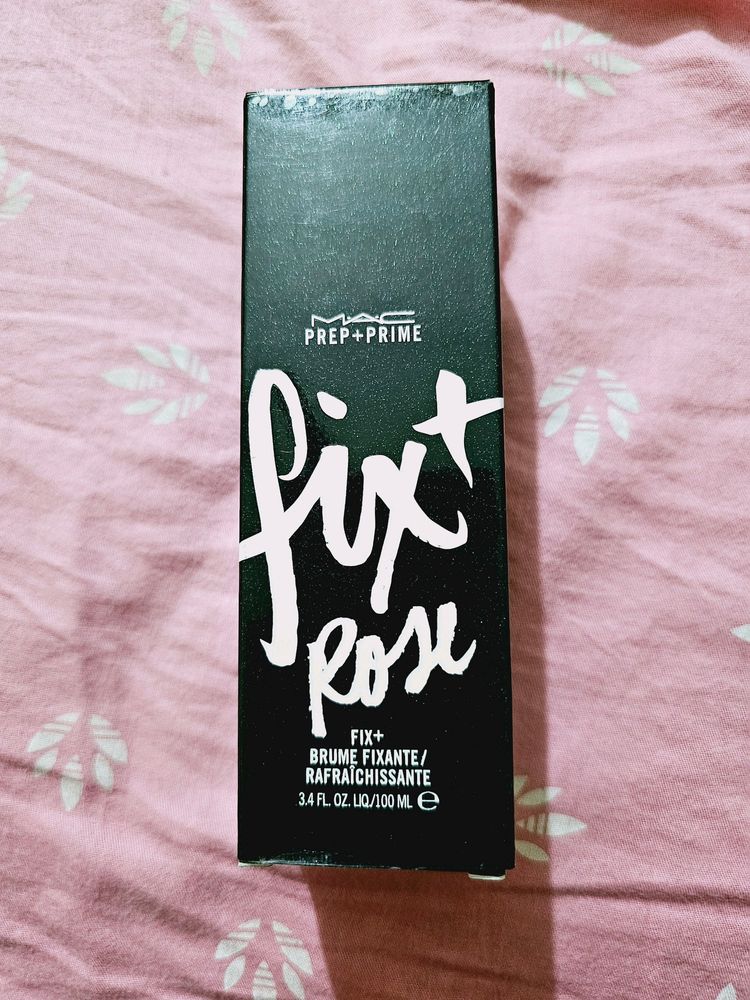 MAC
PREP+PRIME
fix+
Rose
FIX+
BRUME FIXANTE/
RAFRAÎCHISSANTE
3.4 FL. OZ. LIQ./100 ML ℮